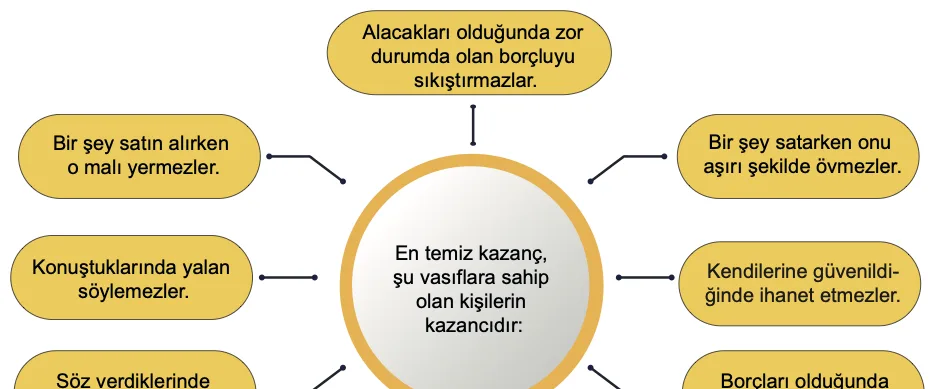 Alacakları olduğunda zor
durumda olan borçluyu
sıkıştırmazlar.
Bir şey satın alırken
o malı yermezler.
Bir şey satarken onu
aşırı şekilde övmezler.
En temiz kazanç,
şu vasıflara sahip
olan kişilerin
kazancıdır:
Konuştuklarında yalan
söylemezler.
Kendilerine güvenildi-
ğinde ihanet etmezler.
Söz verdiklerinde
Borçları olduğunda